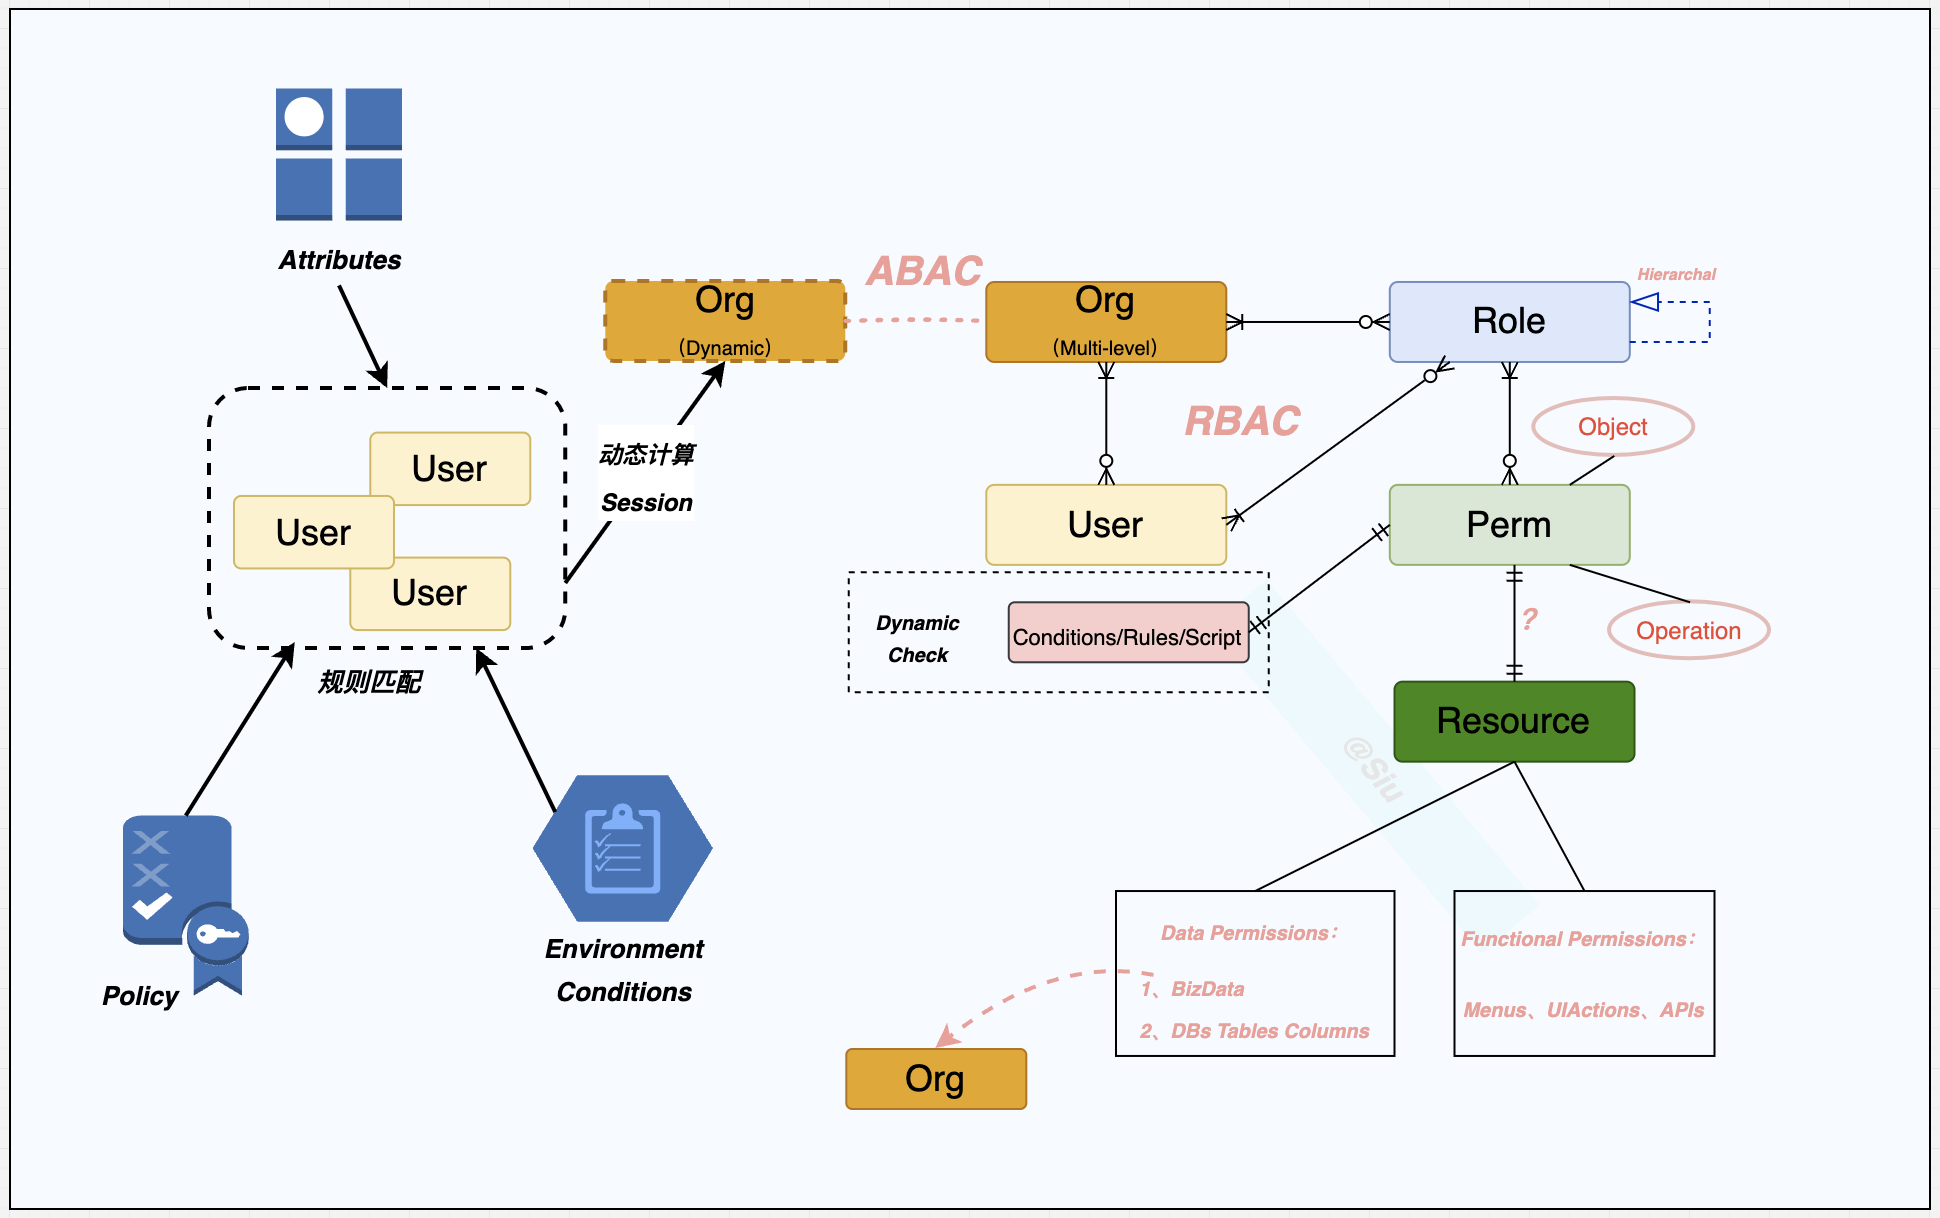 Attributes
User
User
User
规则匹配
Policy
Environment
Conditions
动态计算
Session
Org
(Dynamic)
ABAC
Org
(Multi-level)
Role
Hierarchal
RBAC
User
Perm
Object
Operation
?
Dynamic
Check
Conditions/Rules/Script
Resource
@Siu
Data Permissions：
1、BizData
2、DBs Tables Columns
Functional Permissions：
Menus、UIActions、APIs
Org